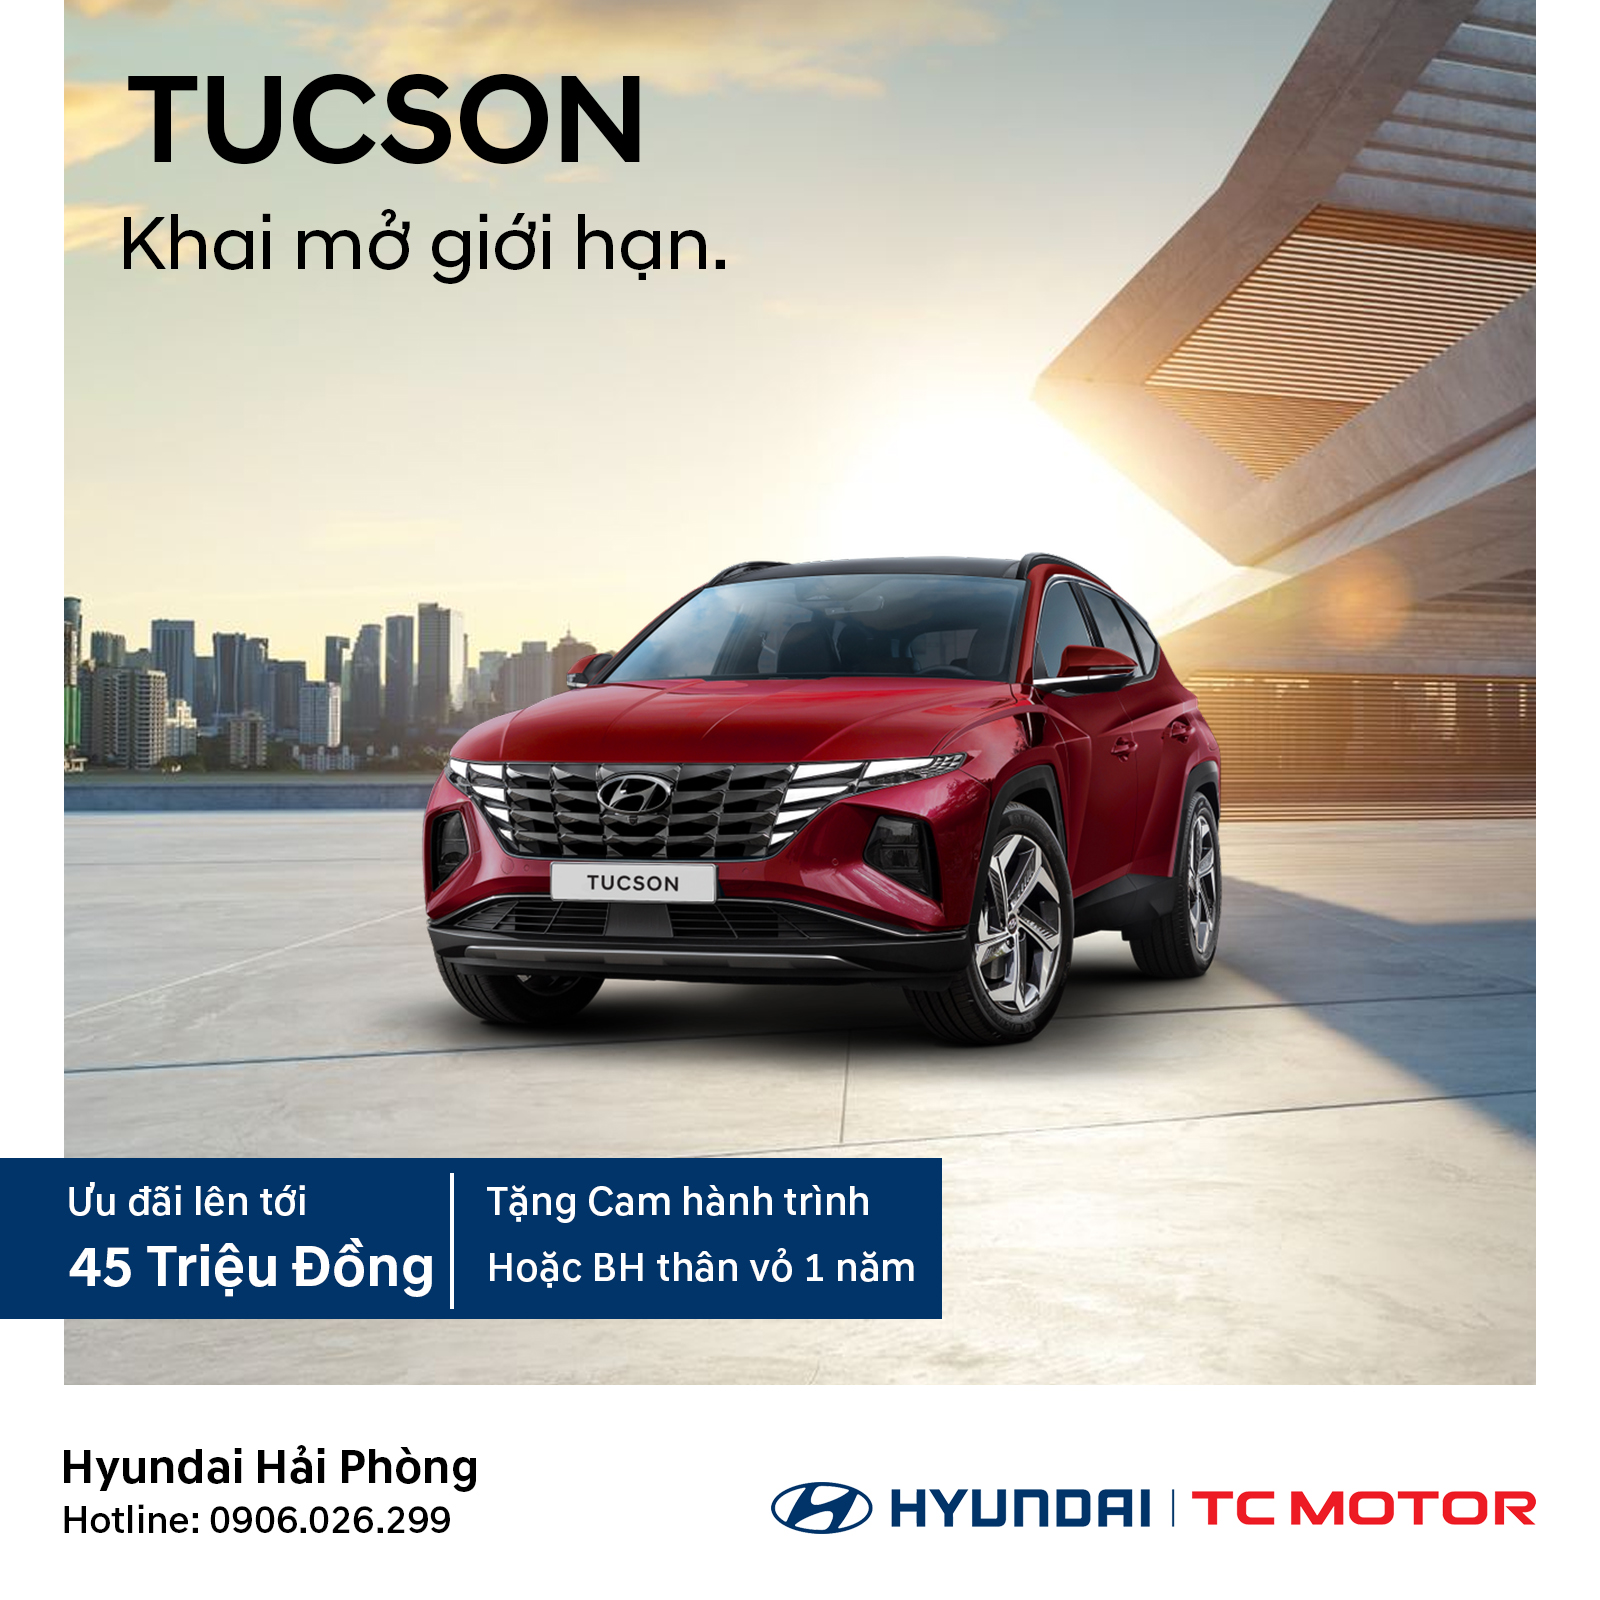 TUCSON
Khai mở giới hạn.
TUCSON
Ưu đãi lên tới
45 Triệu Đồng
Tặng Cam hành trình
Hoặc BH thân vỏ 1 năm
Hyundai Hải Phòng
Hotline: 0906.026.299
HYUNDAI | TC MOTOR